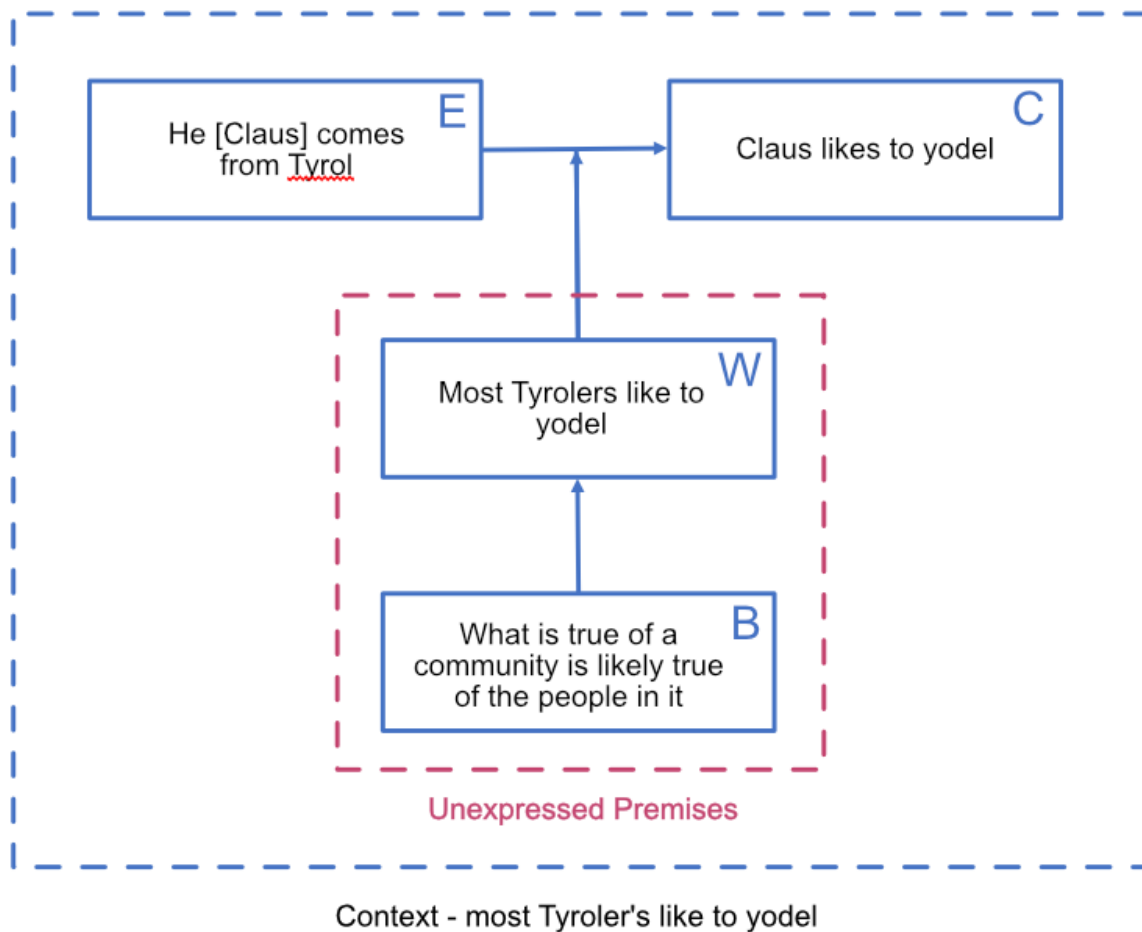 E
He [Claus] comes
from Tyrol
C
Claus likes to yodel
W
Most Tyrolers like to
yodel
B
What is true of a
community is likely true
of the people in it
Unexpressed Premises
Context - most Tyroler's like to yodel